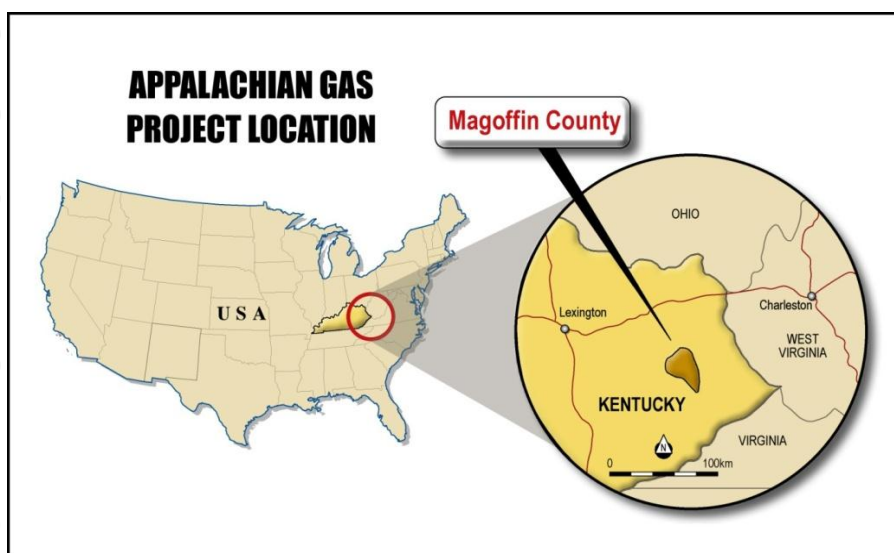 APPALACHIAN GAS
PROJECT LOCATION
Magoffin County
USA
OHIO
Lexington
Charleston
WEST
VIRGINIA
KENTUCKY
VIRGINIA
N
0 100km